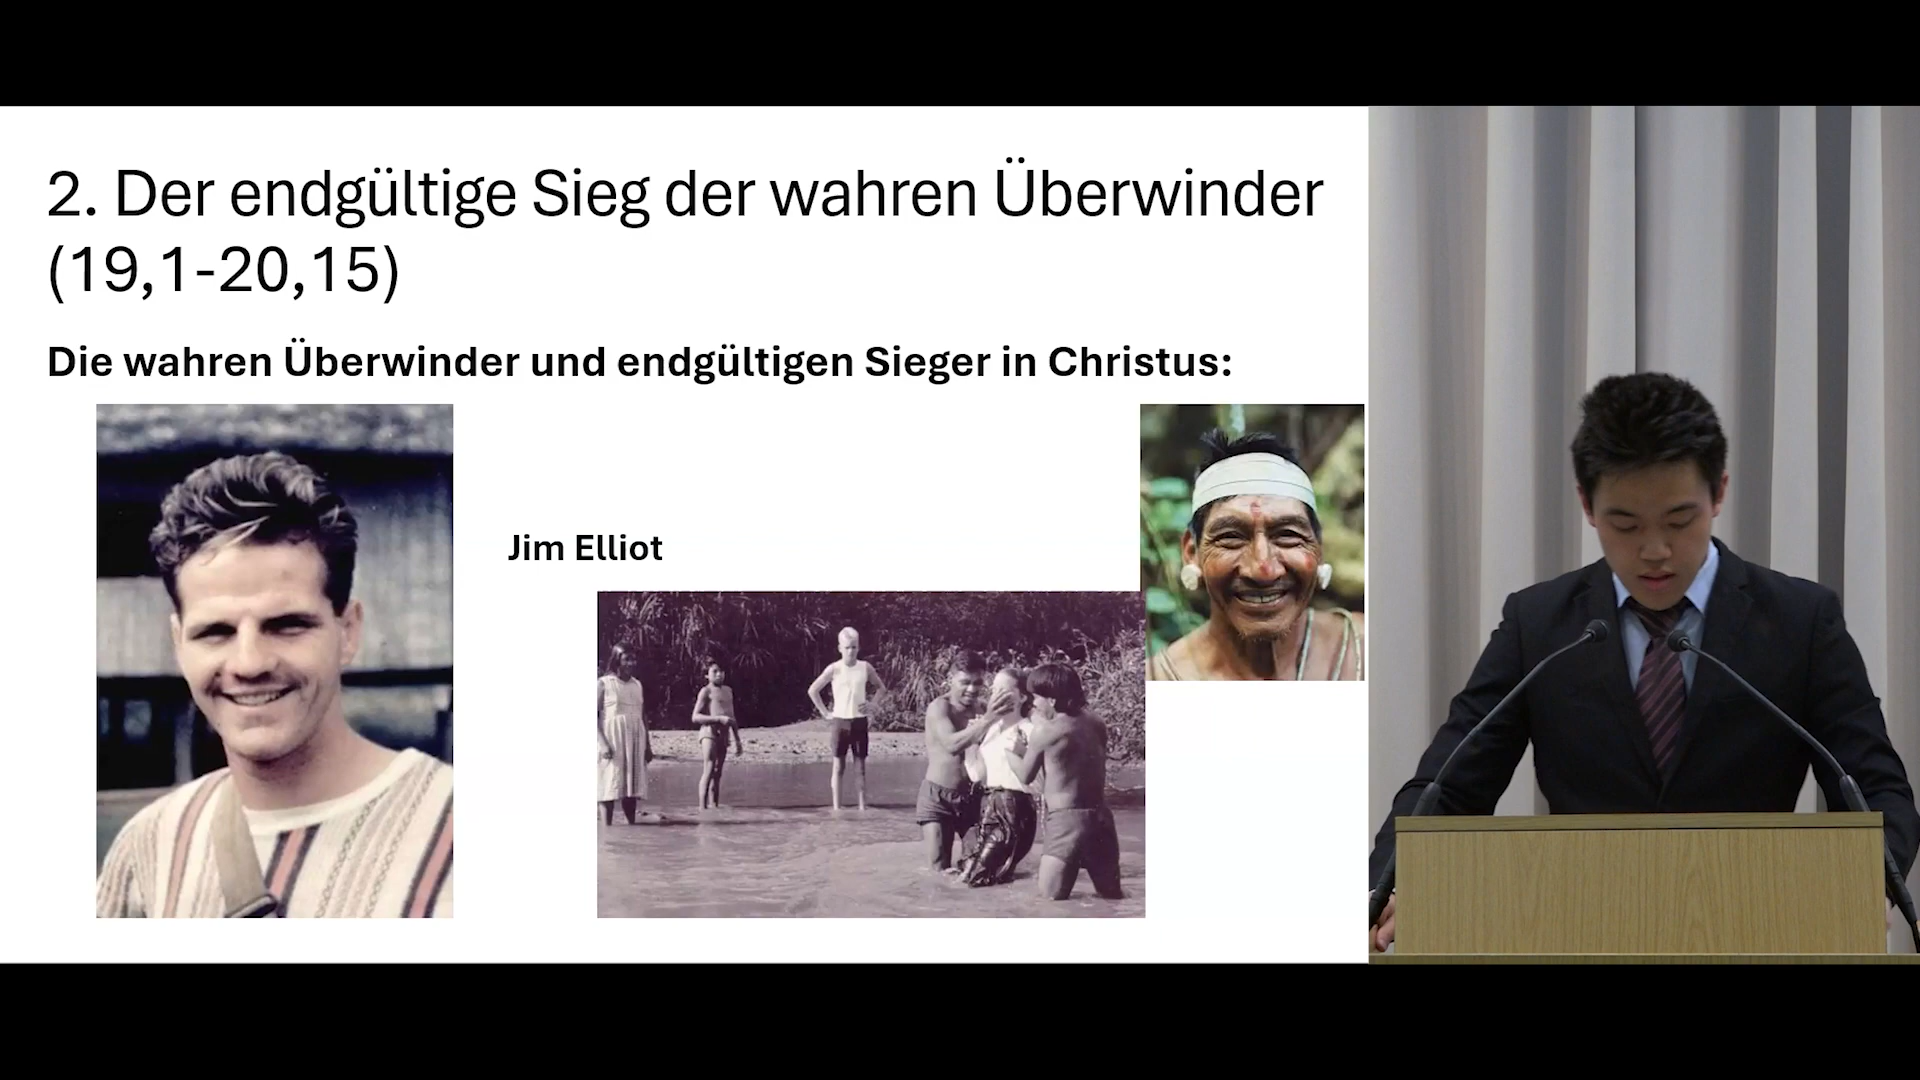 2. Der endgültige Sieg der wahren Überwinder
(19,1-20,15)
Die wahren Überwinder und endgültigen Sieger in Christus:
Jim Elliot